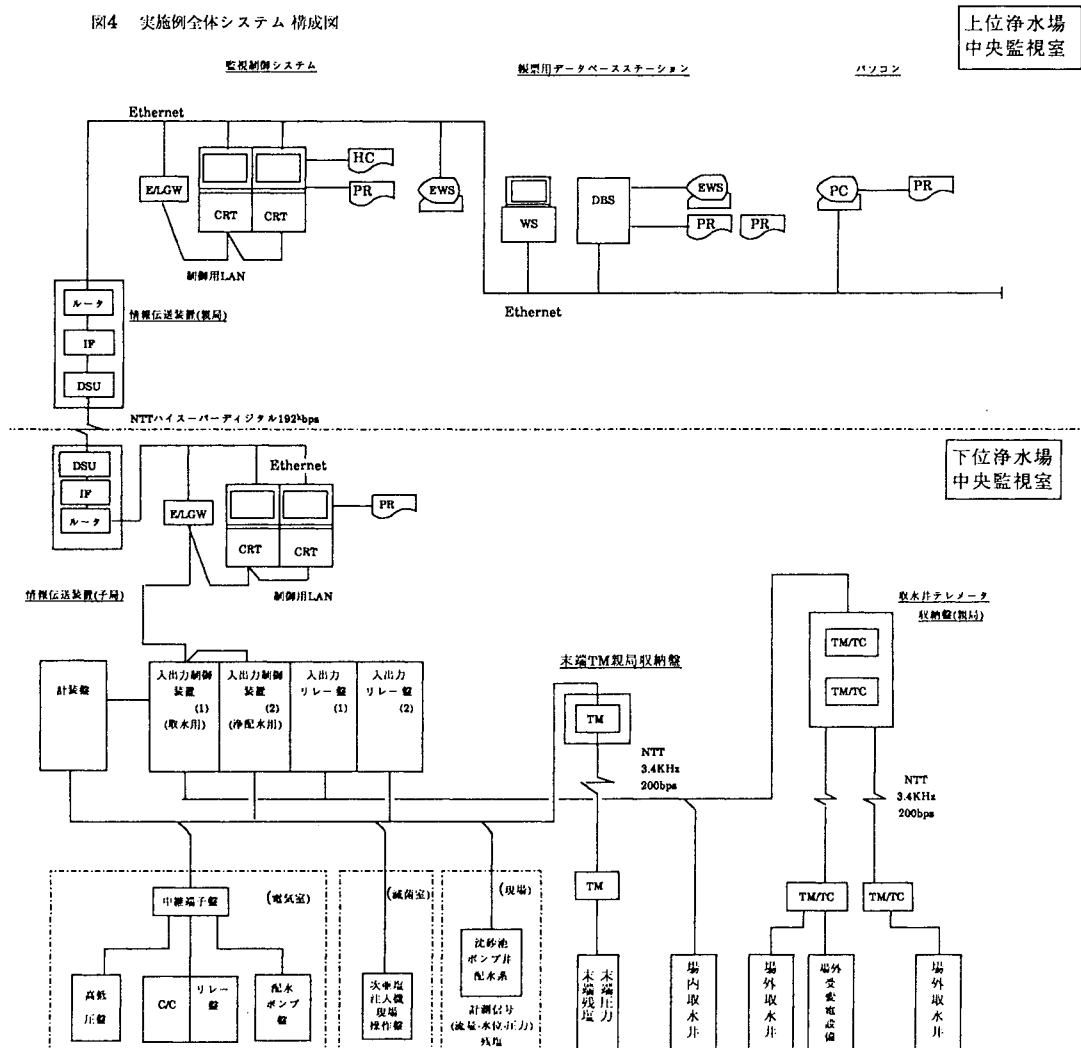 図4 実施例全体システム構成図
上位浄水場
中央監視室
監視制御システム
帳票用データベースステーション
パソコン
Ethernet
E/LGW
CRT
CRT
HC
PR
EWS
WS
DBS
EWS
PR
PR
PC
PR
制御用LAN
Ethernet
ルータ
IF
DSU
情報伝送装置(親局)
NTTハイスーパーディジタル192kbps
下位浄水場
中央監視室
DSU
IF
ルータ
Ethernet
E/LGW
CRT
CRT
PR
情報伝送装置(子局)
制御用LAN
取水井テレメータ
収納盤(親局)
TM/TC
TM/TC
計装盤
入出力制御
装置
(1)
(取水用)
入出力制御
装置
(2)
(浄配水用)
入出力
リレー盤
(1)
入出力
リレー盤
(2)
末端TM親局収納盤
TM
NTT
3.4KHz
200bps
NTT
3.4KHz
200bps
(電気室)
中継端子盤
高低
圧盤
C/C
リレー
盤
配水
ポンプ
盤
(滅菌室)
次亜塩
注入機
現場
操作盤
(現場)
沈砂池
ポンプ井
配水系
計測信号
(流量・水位・圧力)
残塩
TM
末端残塩
末端圧力
場内取水井
TM/TC
TM/TC
場外取水井
場外受変電設備
場外取水井